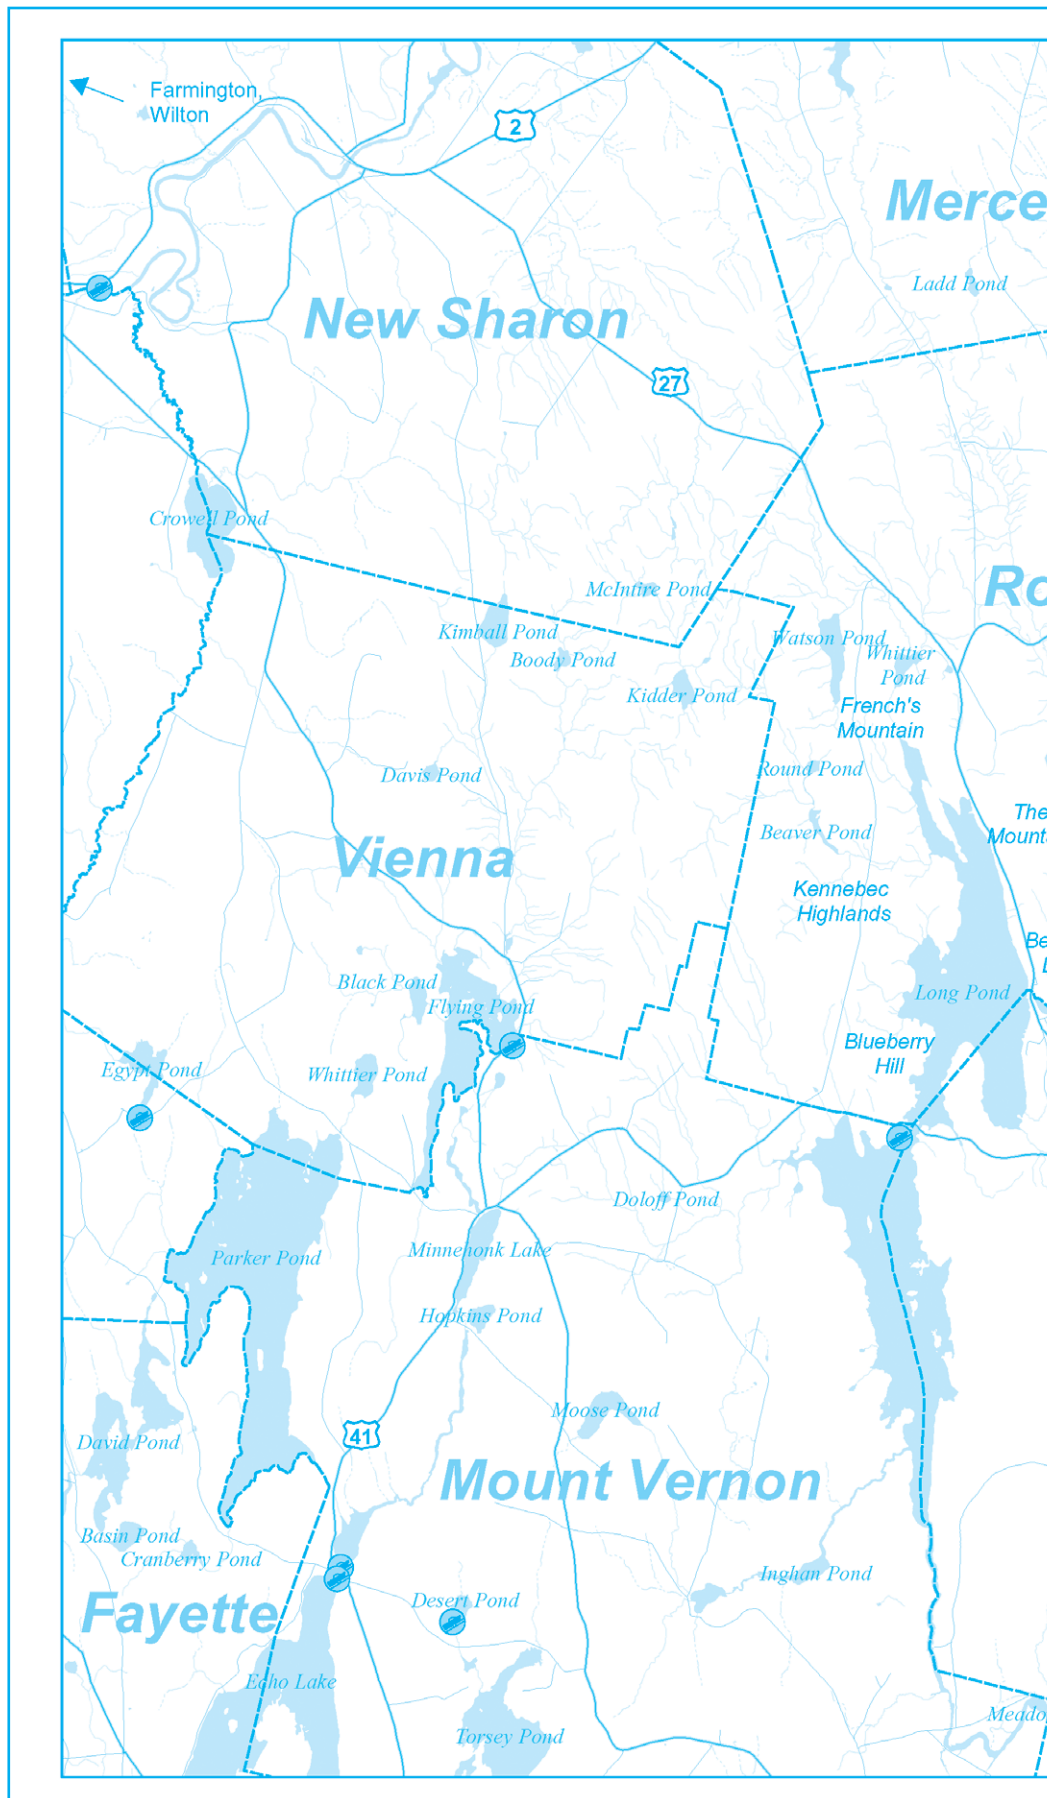 Farmington,
Wilton
2
Merce
Ladd Pond
New Sharon
27
Crowell Pond
Ro
McIntire Pond
Kimball Pond
Watson Pond
Boody Pond
Whittier
Pond
Kidder Pond
French's
Mountain
Davis Pond
Round Pond
The
Mounta
Beaver Pond
Vienna
Kennebec
Highlands
Be
L
Black Pond
Flying Pond
Long Pond
Blueberry
Hill
Egypt Pond
Whittier Pond
Doloff Pond
Parker Pond
Minnehonk Lake
Hopkins Pond
Moose Pond
41
David Pond
Mount Vernon
Basin Pond
Cranberry Pond
Inghan Pond
Desert Pond
Fayette
Echo Lake
Meado
Torsey Pond